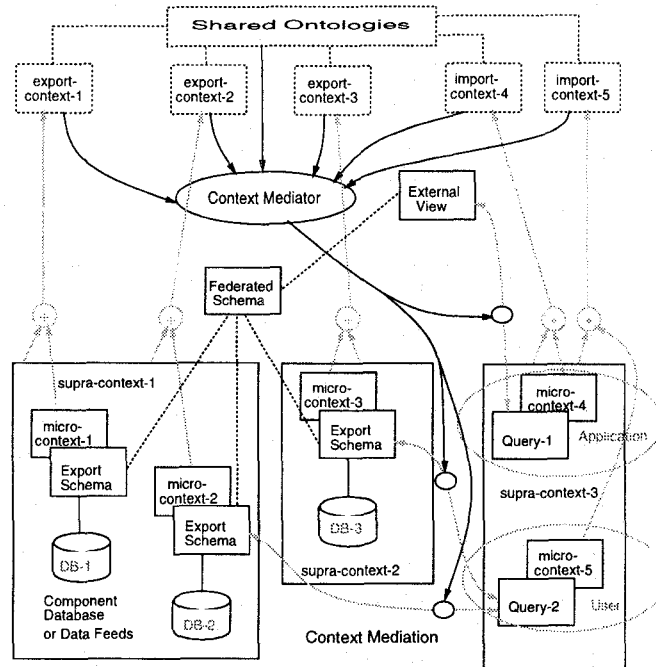 Shared Ontologies
export-
context-1
export-
context-2
export-
context-3
import-
context-4
import-
context-5
Context Mediator
External
View
Federated
Schema
supra-context-1
micro-
context-1
Export
Schema
DB-1
micro-
context-2
Export
Schema
DB-2
Component
Database
or Data Feeds
micro-
context-3
Export
Schema
DB-3
supra-context-2
Context Mediation
micro-
context-4
Query-1
Application
supra-context-3
micro-
context-5
Query-2
User